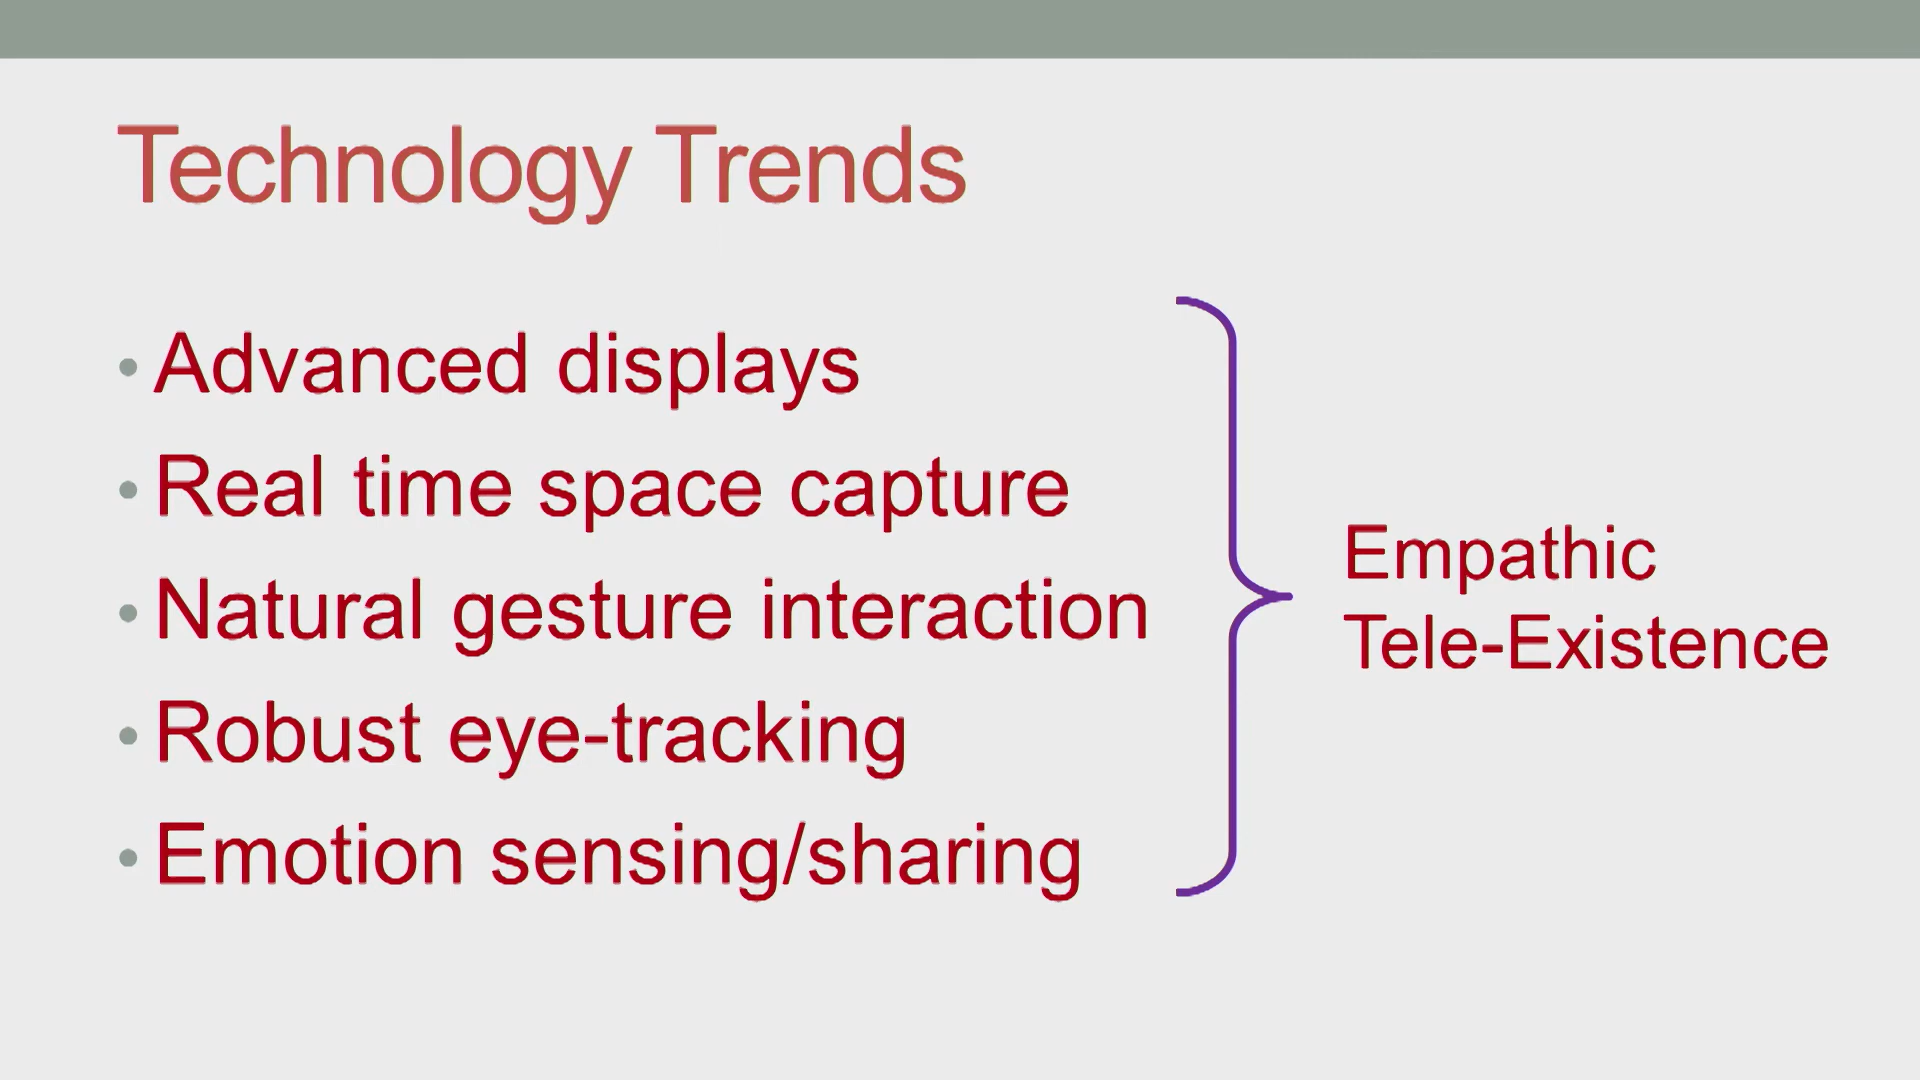 Technology Trends
• Advanced displays
• Real time space capture
• Natural gesture interaction
• Robust eye-tracking
• Emotion sensing/sharing
Empathic
Tele-Existence